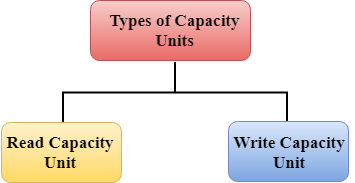 Types of Capacity
Units
Read Capacity
Unit
Write Capacity
Unit